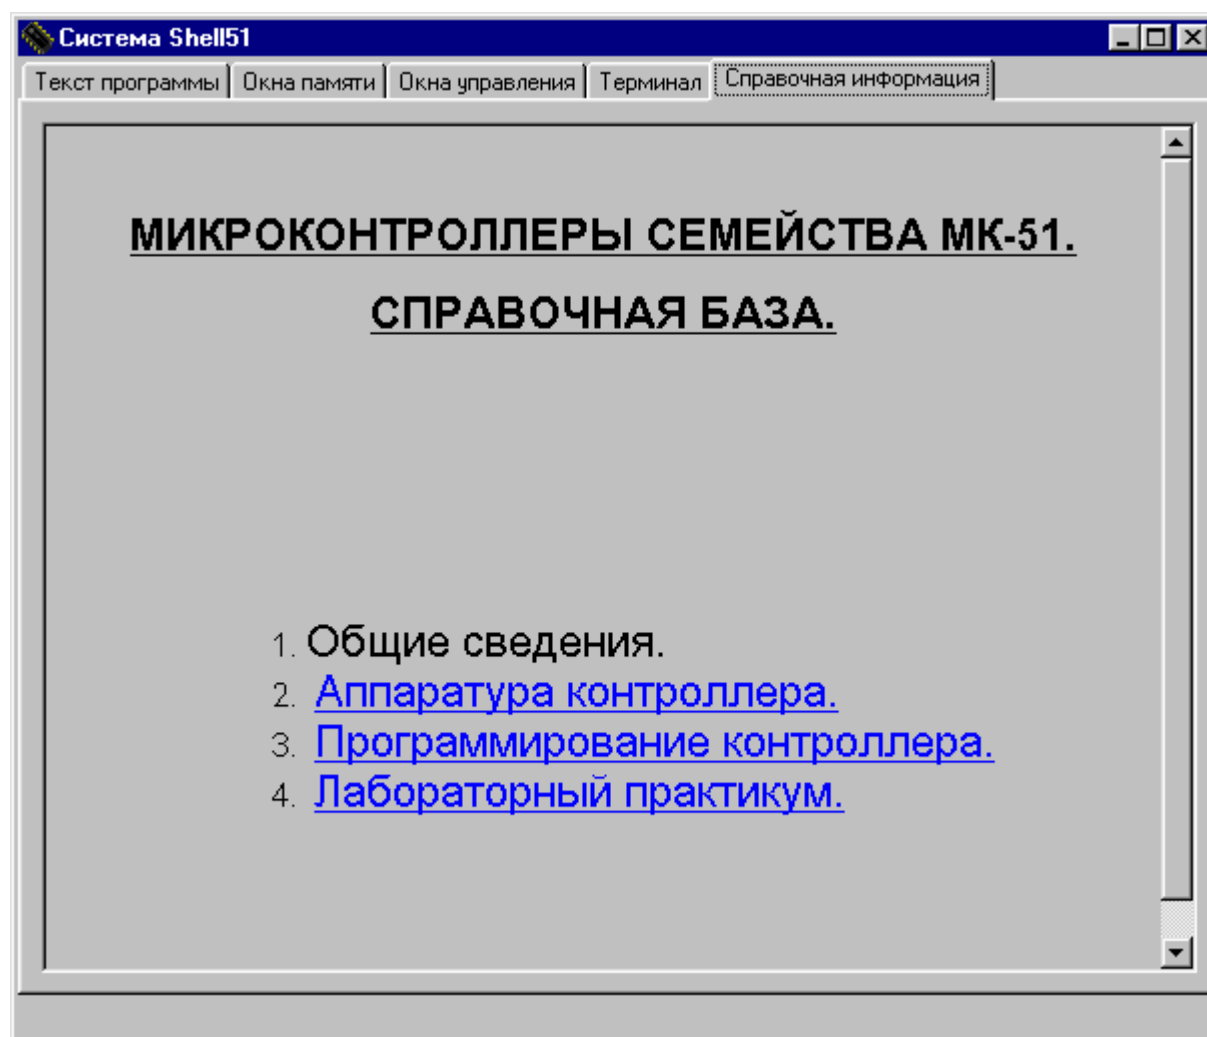 Система Shell51
Текст программы Окна памяти Окна управления Терминал Справочная информация
МИКРОКОНТРОЛЛЕРЫ СЕМЕЙСТВА МК-51.
СПРАВОЧНАЯ БАЗА.
1. Общие сведения.
2. Аппаратура контроллера.
3. Программирование контроллера.
4. Лабораторный практикум.